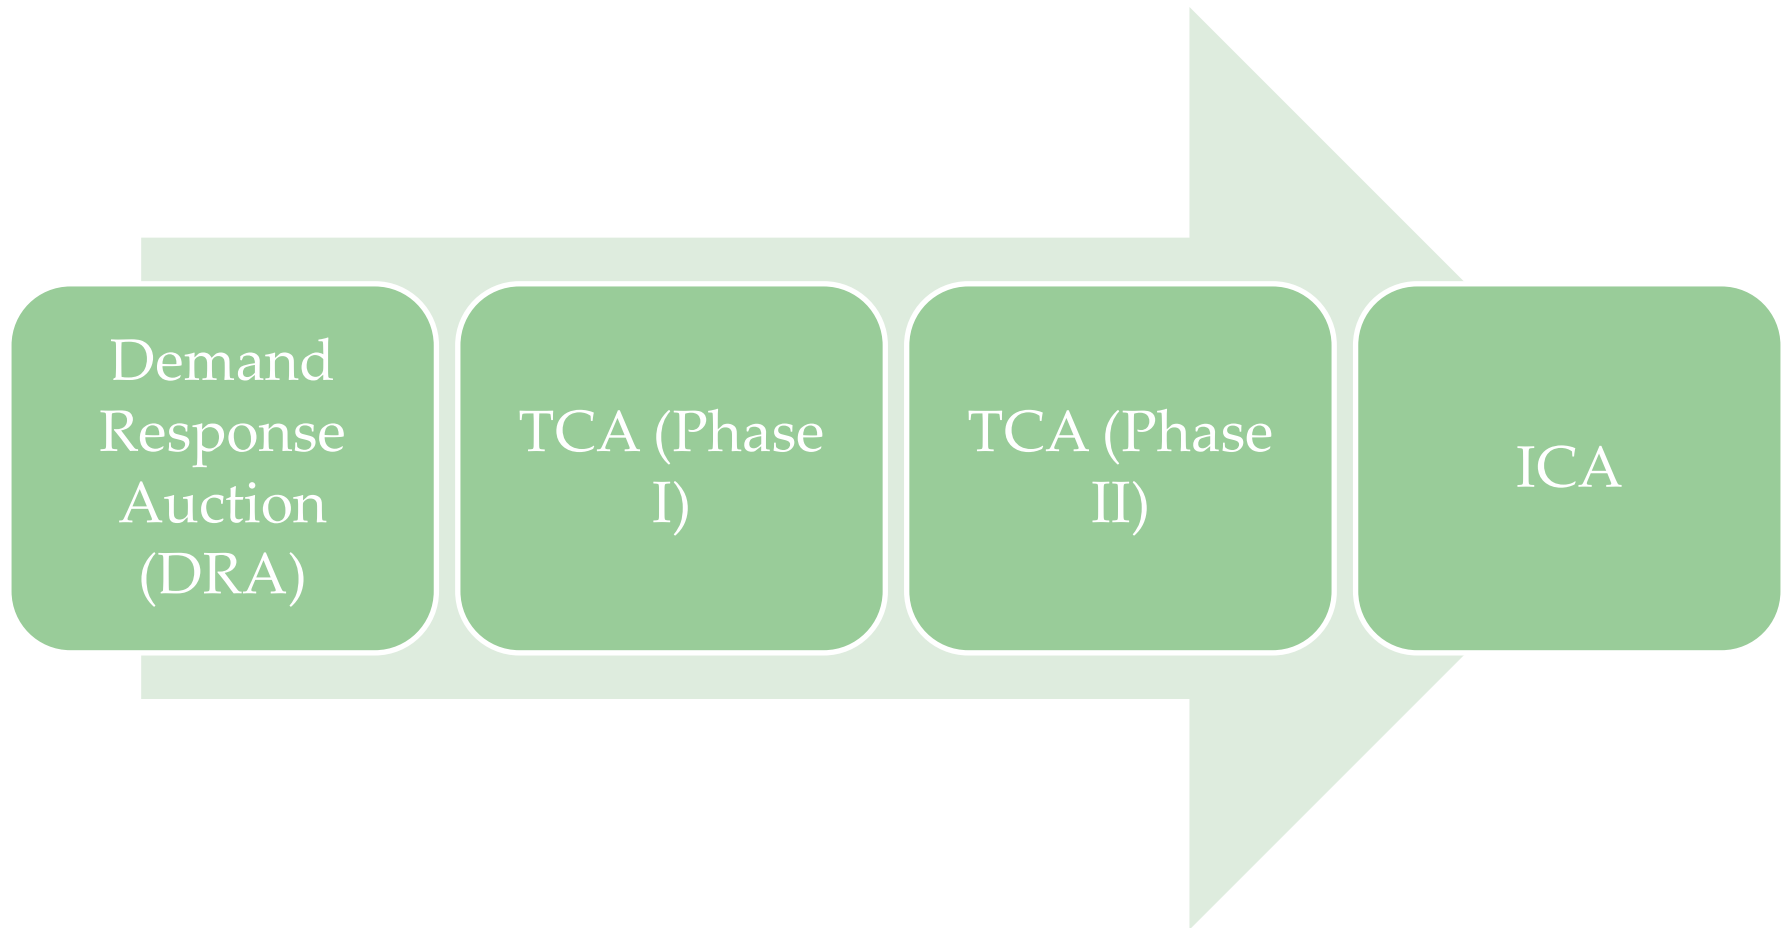 Demand
Response
Auction
(DRA)
TCA (Phase
I)
TCA (Phase
II)
ICA